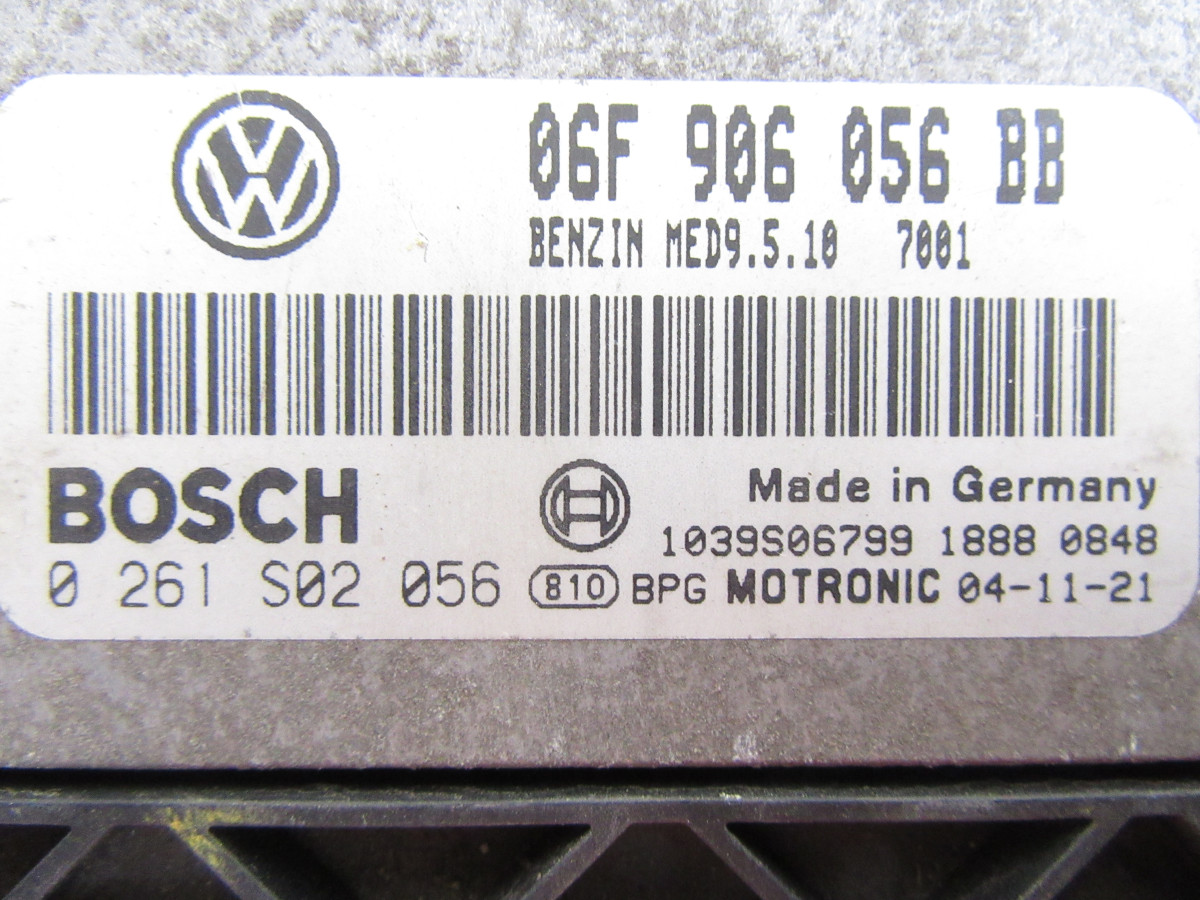 06F 906 056 BB
BENZIN MED9.5.10 7001
BOSCH
Made in Germany
1039S06799 1888 0848
0 261 S02 056 810 BPG MOTRONIC 04-11-21